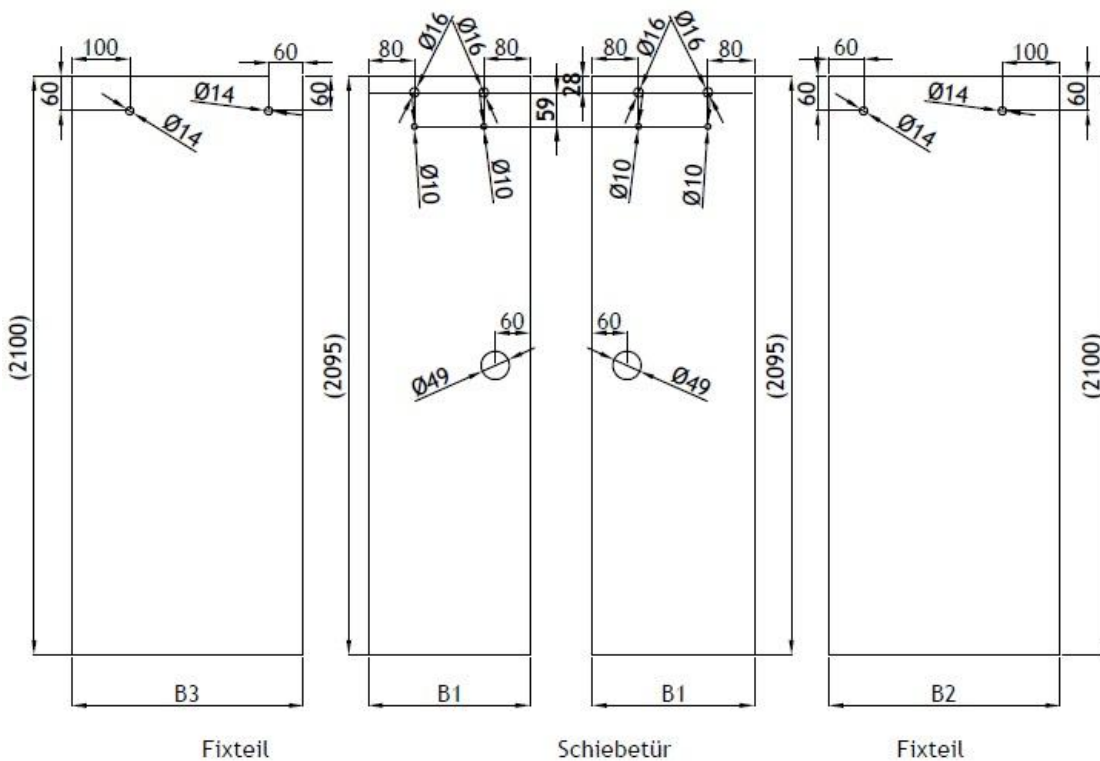 Ø16 Ø16 Ø16 Ø16
100 60 80 80 80 80 60 100
60 Ø14 60 28 60 Ø14 60
Ø14 59 Ø14
Ø10 Ø10 Ø10 Ø10
60 60
(2100) (2095) Ø49 Ø49 (2095) (2100)
B3 B1 B1 B2
Fixteil Schiebetür Fixteil